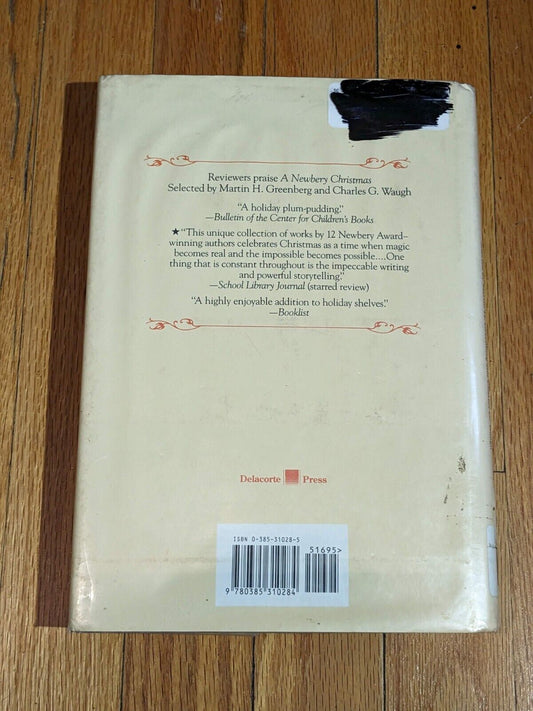 Reviewers praise A Newbery Christmas
Selected by Martin H. Greenberg and Charles G. Waugh
"A holiday plum-pudding."
—Bulletin of the Center for Children's Books
★"This unique collection of works by 12 Newbery Award–
winning authors celebrates Christmas as a time when magic
becomes real and the impossible becomes possible....One
thing that is constant throughout is the impeccable writing
and powerful storytelling."
—School Library Journal (starred review)
"A highly enjoyable addition to holiday shelves."
—Booklist
Delacorte Press
ISBN 0-385-31028-5
51695>
9 780385 310284